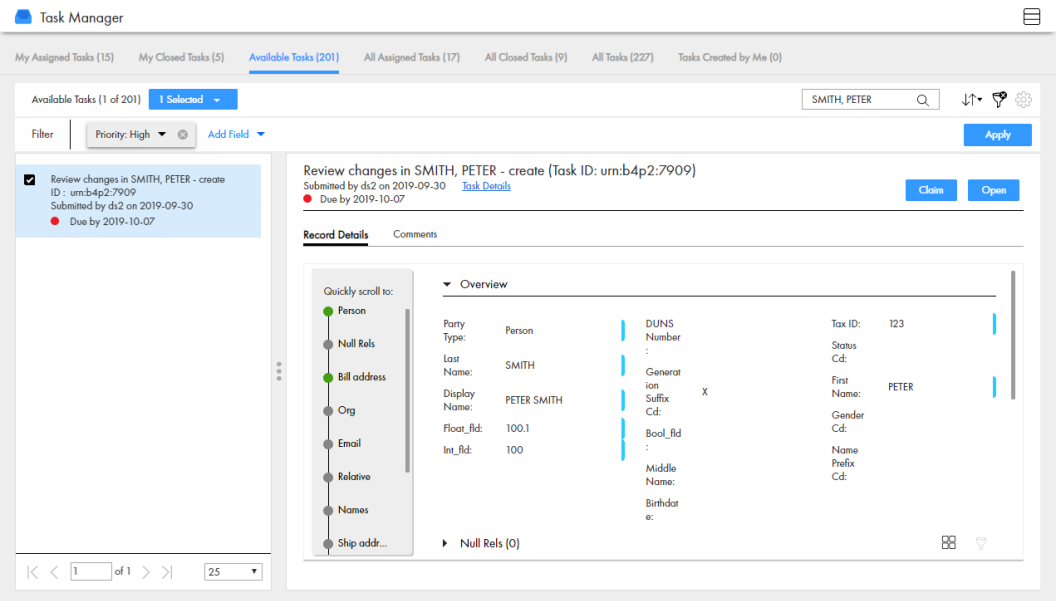 Task Manager
My Assigned Tasks (15) My Closed Tasks (5) Available Tasks (201) All Assigned Tasks (17) All Closed Tasks (9) All Tasks (227) Tasks Created by Me (0)
Available Tasks (1 of 201) 1 Selected SMITH, PETER
Filter Priority: High Add Field Apply
Review changes in SMITH, PETER - create
ID : urn:b4p2:7909
Submitted by ds2 on 2019-09-30
Due by 2019-10-07
1 of 1 25
Review changes in SMITH, PETER - create (Task ID: urn:b4p2:7909)
Submitted by ds2 on 2019-09-30 Task Details
Due by 2019-10-07
Claim Open
Record Details Comments
Quickly scroll to:
Person
Null Rels
Bill address
Org
Email
Relative
Names
Ship addr...
Overview
Party
Type:
Person
Last
Name:
SMITH
Display
Name:
PETER SMITH
Float_fld: 100.1
Int_fld: 100
DUNS
Number
:
Generat
ion
Suffix
Cd:
X
Bool_fld
:
Middle
Name:
Birthdat
e:
Tax ID: 123
Status
Cd:
First
Name:
PETER
Gender
Cd:
Name
Prefix
Cd:
Null Rels (0)